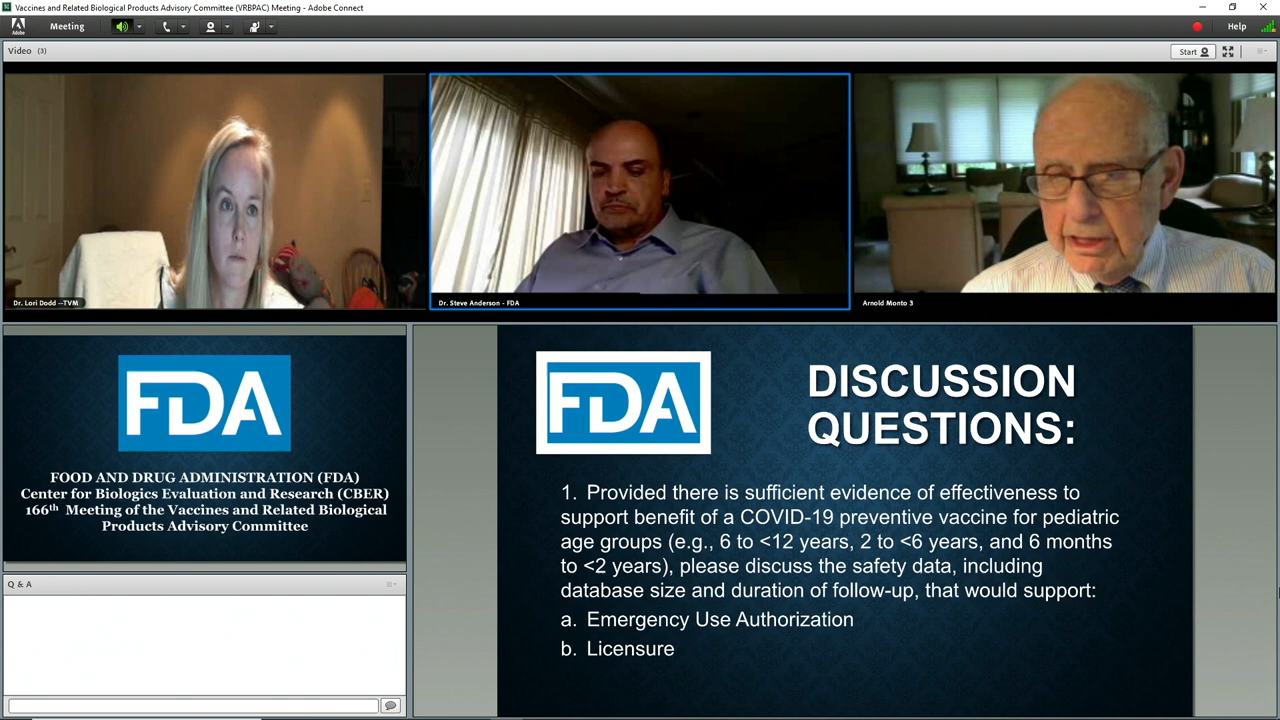 Vaccines and Related Biological Products Advisory Committee (VRBPAC) Meeting - Adobe Connect
Adobe
Meeting
Help
Video (3)
Start
Dr. Lori Dodd --TVM
Dr. Steve Anderson - FDA
Arnold Monto 3
FDA
FOOD AND DRUG ADMINISTRATION (FDA)
Center for Biologics Evaluation and Research (CBER)
166th Meeting of the Vaccines and Related Biological
Products Advisory Committee
Q & A
FDA
DISCUSSION
QUESTIONS:
1. Provided there is sufficient evidence of effectiveness to
support benefit of a COVID-19 preventive vaccine for pediatric
age groups (e.g., 6 to <12 years, 2 to <6 years, and 6 months
to <2 years), please discuss the safety data, including
database size and duration of follow-up, that would support:
a. Emergency Use Authorization
b. Licensure